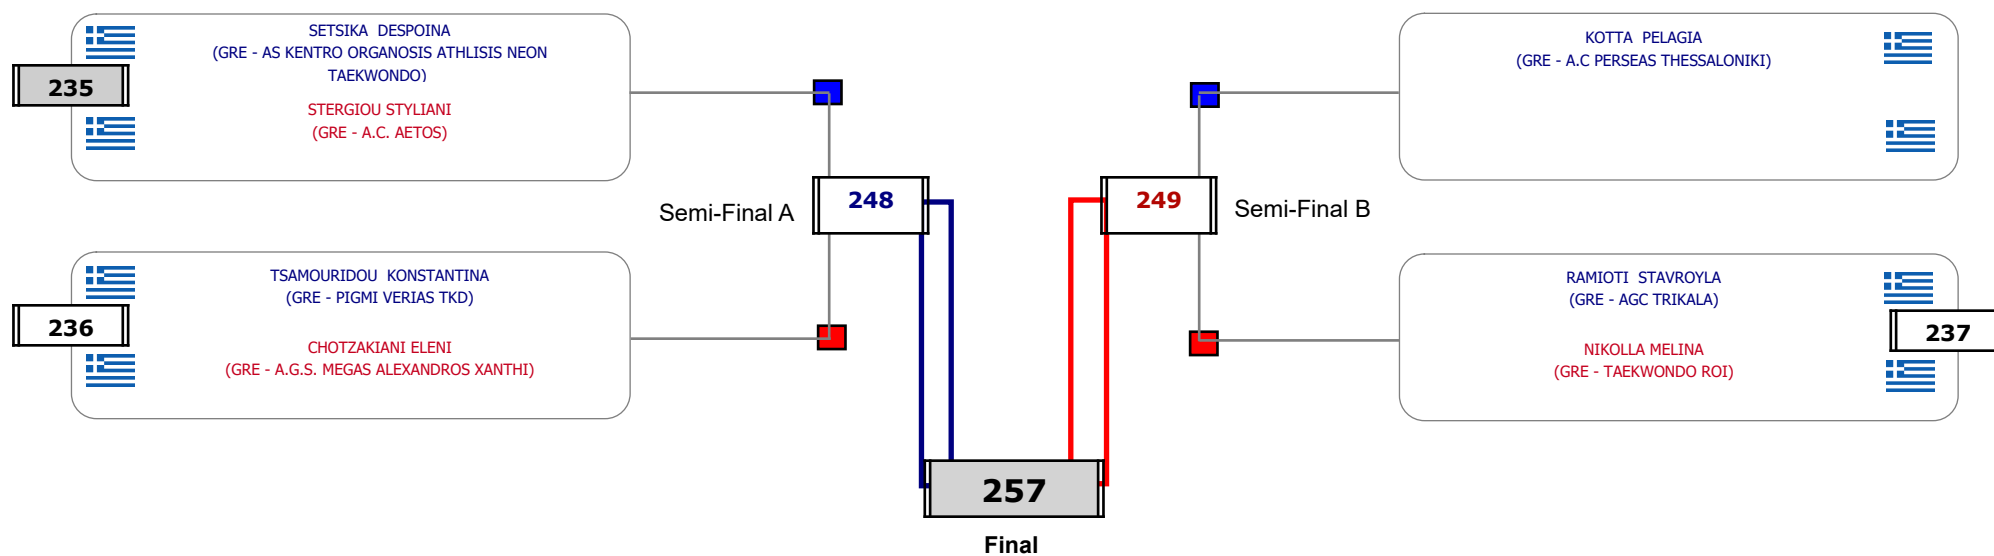 SETSIKA DESPOINA
(GRE - AS KENTRO ORGANOSIS ATHLISIS NEON
TAEKWONDO)
235
STERGIOU STYLIANI
(GRE - A.C. AETOS)
KOTTA PELAGIA
(GRE - A.C PERSEAS THESSALONIKI)
Semi-Final A
248
249
Semi-Final B
TSAMOURIDOU KONSTANTINA
(GRE - PIGMI VERIAS TKD)
236
CHOTZAKIANI ELENI
(GRE - A.G.S. MEGAS ALEXANDROS XANTHI)
RAMIOTI STAVROYLA
(GRE - AGC TRIKALA)
237
NIKOLLA MELINA
(GRE - TAEKWONDO ROI)
257
Final